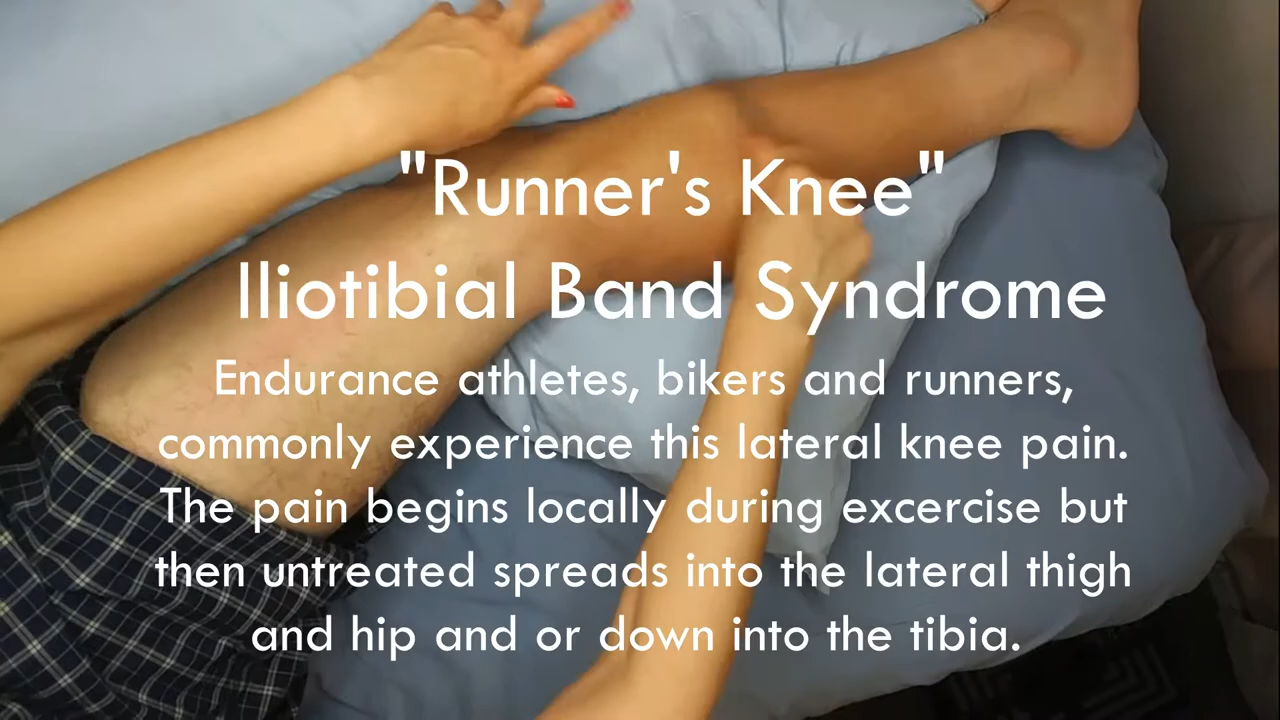 "Runner's Knee"
Iliotibial Band Syndrome
Endurance athletes, bikers and runners,
commonly experience this lateral knee pain.
The pain begins locally during excercise but
then untreated spreads into the lateral thigh
and hip and or down into the tibia.